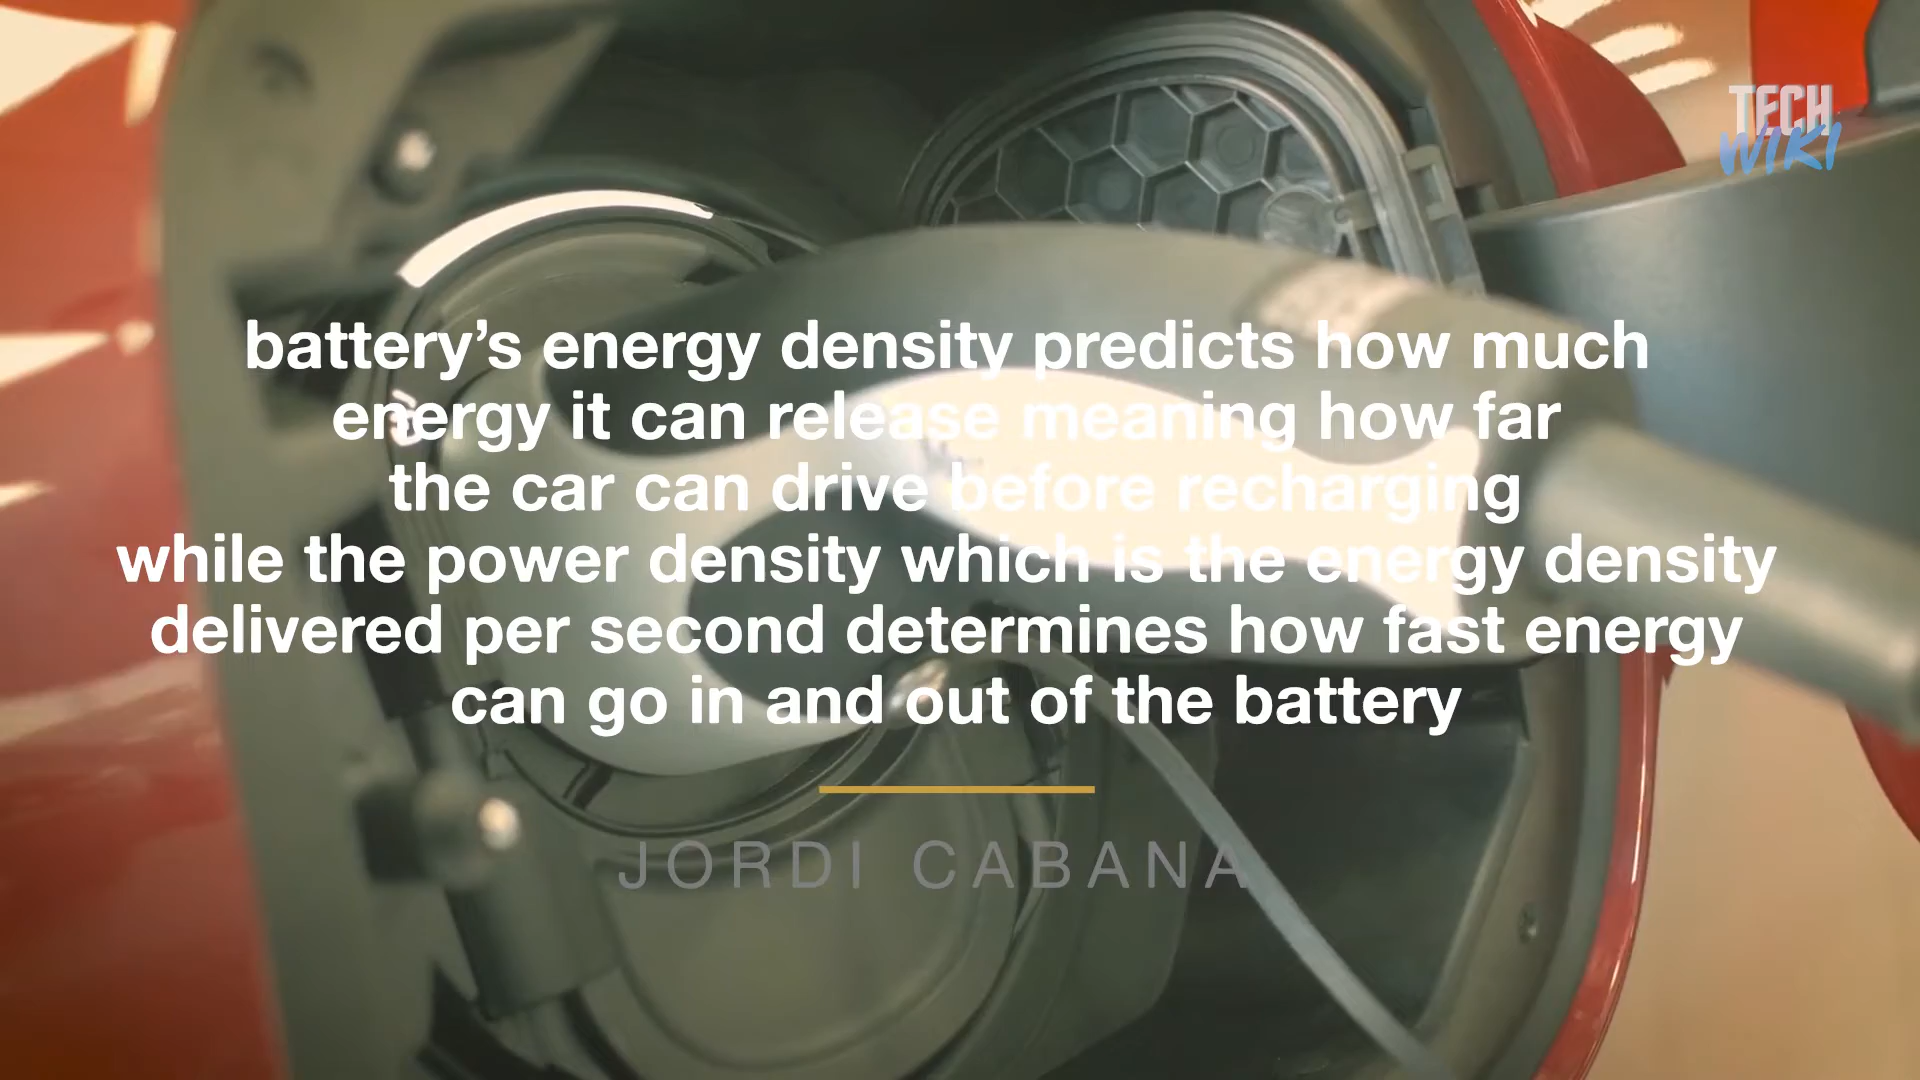 TECH
WIKI
battery’s energy density predicts how much
energy it can release meaning how far
the car can drive before recharging
while the power density which is the energy density
delivered per second determines how fast energy
can go in and out of the battery
JORDI CABANA